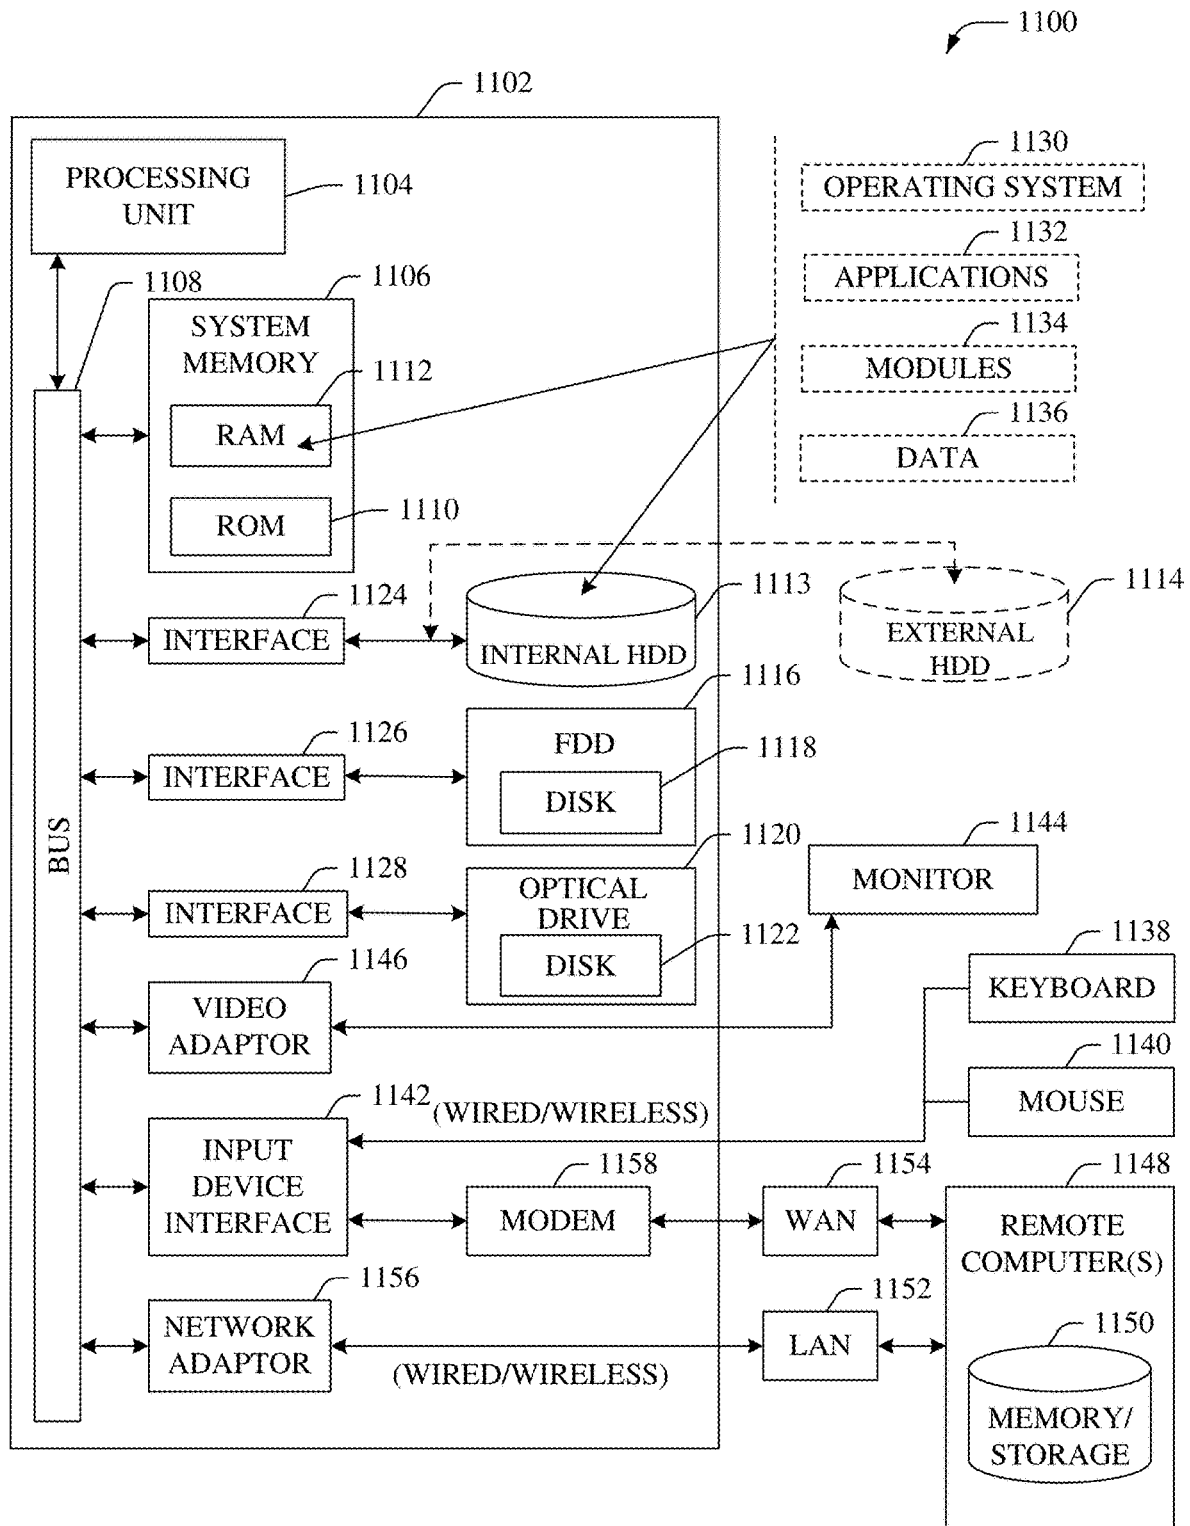 1100
1102
PROCESSING
UNIT
1104
1130
OPERATING SYSTEM
1132
APPLICATIONS
1134
MODULES
1136
DATA
1108
1106
SYSTEM
MEMORY
1112
RAM
1110
ROM
1124
INTERFACE
1113
INTERNAL HDD
1114
EXTERNAL
HDD
1126
INTERFACE
1116
FDD
1118
DISK
BUS
1128
INTERFACE
1120
OPTICAL
DRIVE
1122
DISK
1144
MONITOR
1146
VIDEO
ADAPTOR
1138
KEYBOARD
1140
MOUSE
1142
(WIRED/WIRELESS)
INPUT
DEVICE
INTERFACE
1158
MODEM
1154
WAN
1148
REMOTE
COMPUTER(S)
1156
NETWORK
ADAPTOR
(WIRED/WIRELESS)
1152
LAN
1150
MEMORY/
STORAGE